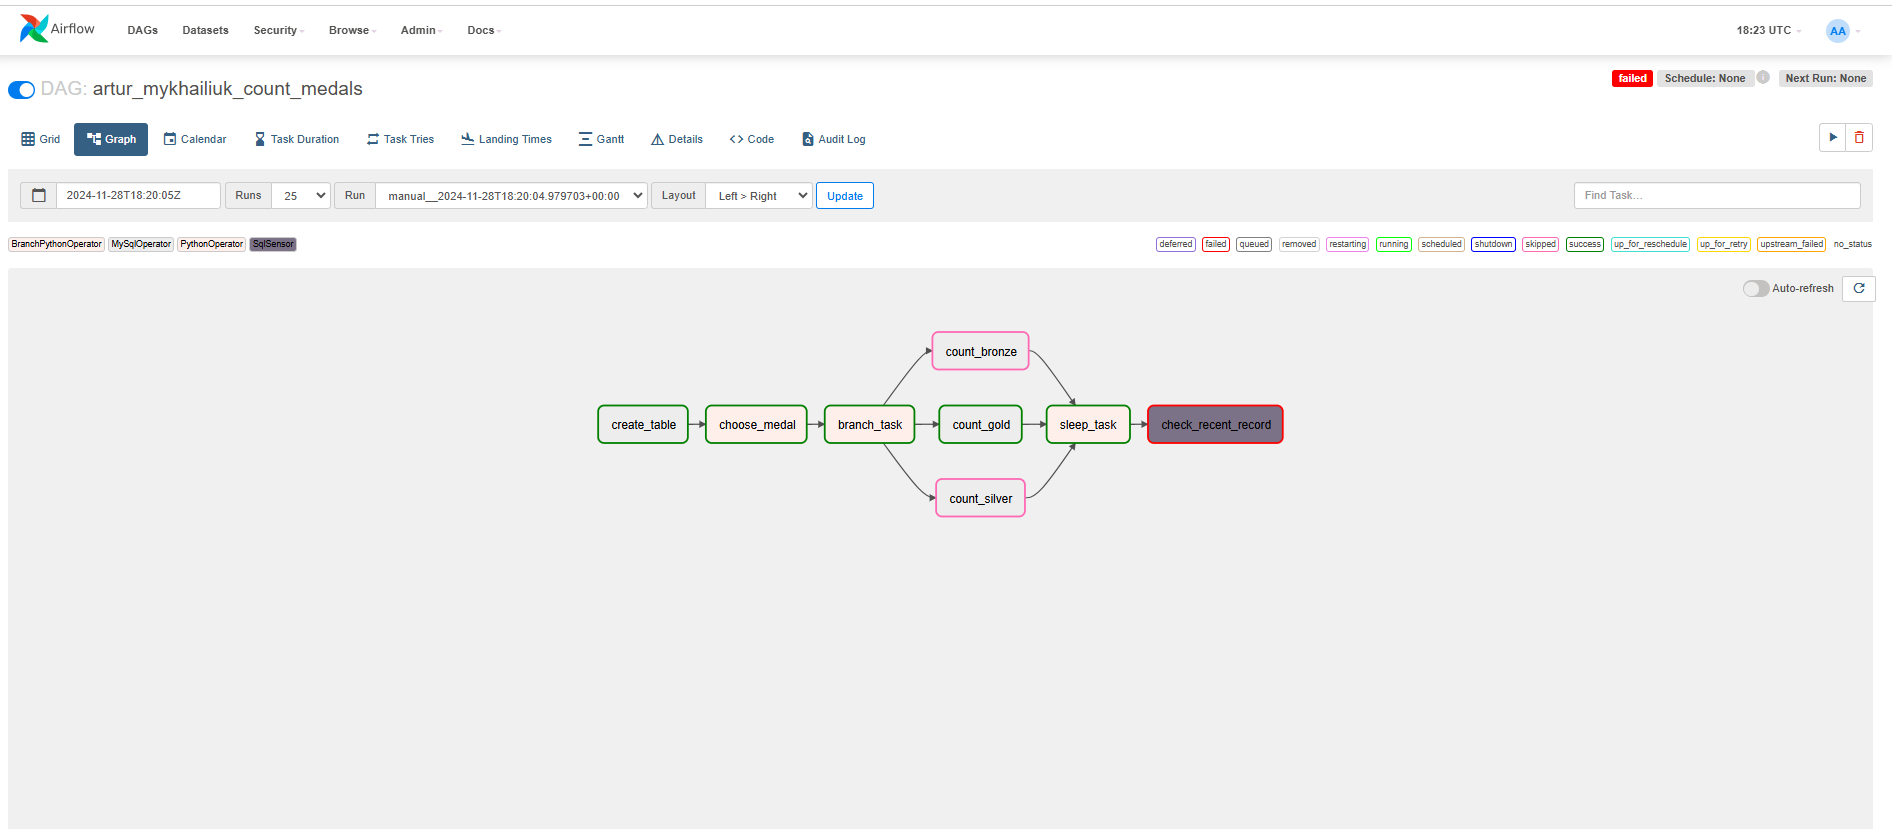 Airflow DAGs Datasets Security Browse Admin Docs 18:23 UTC AA
DAG: artur_mykhailiuk_count_medals failed Schedule: None i Next Run: None
Grid Graph Calendar Task Duration Task Tries Landing Times Gantt Details <> Code Audit Log
2024-11-28T18:20:05Z Runs 25 Run manual__2024-11-28T18:20:04.979703+00:00 Layout Left > Right Update Find Task...
BranchPythonOperator MySqlOperator PythonOperator SqlSensor deferred failed queued removed restarting running scheduled shutdown skipped success up_for_reschedule up_for_retry upstream_failed no_status
Auto-refresh
count_bronze
create_table choose_medal branch_task count_gold sleep_task check_recent_record
count_silver